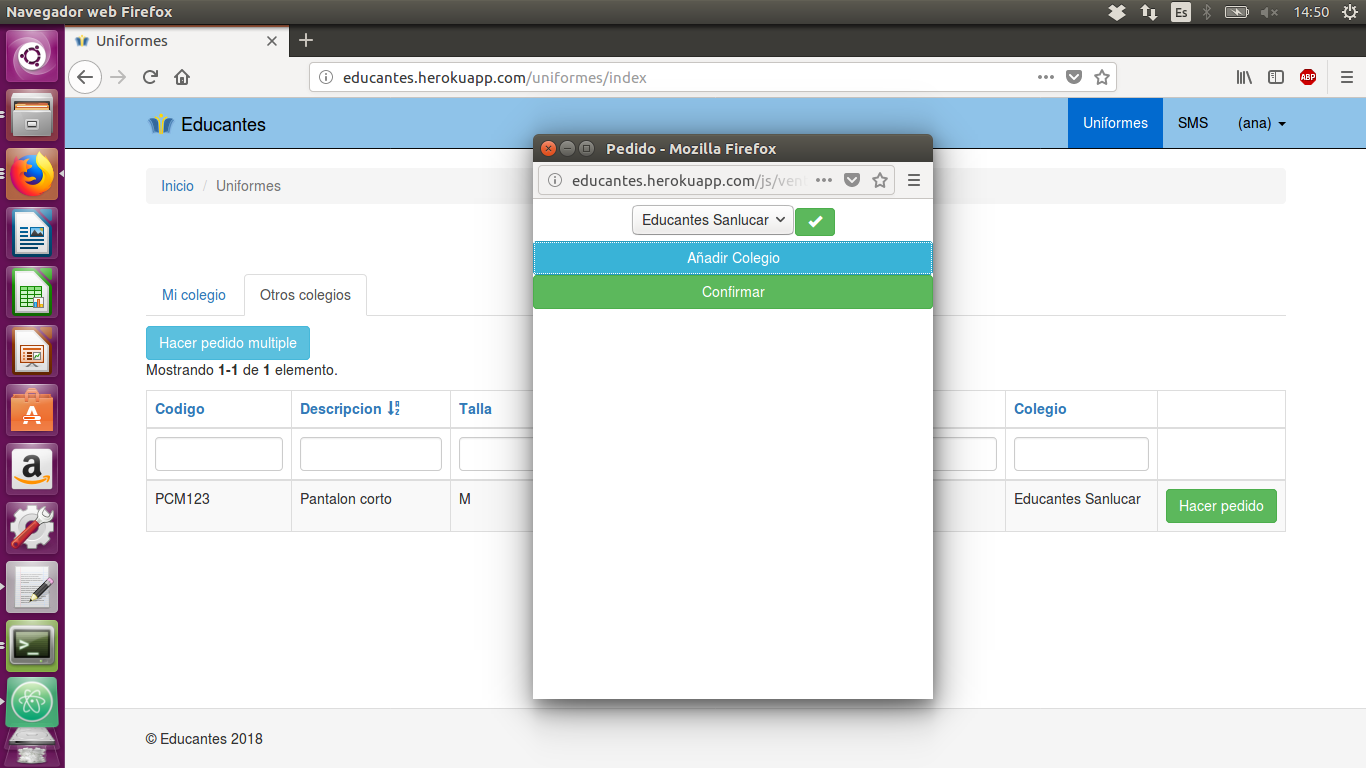 Navegador web Firefox
Es
14:50
Uniformes
educantes.herokuapp.com/uniformes/index
ABP
Educantes
Uniformes
SMS
(ana)
Inicio / Uniformes
Mi colegio
Otros colegios
Hacer pedido multiple
Mostrando 1-1 de 1 elemento.
Codigo
Descripcion
Talla
Colegio
PCM123
Pantalon corto
M
Educantes Sanlucar
Hacer pedido
© Educantes 2018
Pedido - Mozilla Firefox
educantes.herokuapp.com/js/ven
Educantes Sanlucar
Añadir Colegio
Confirmar